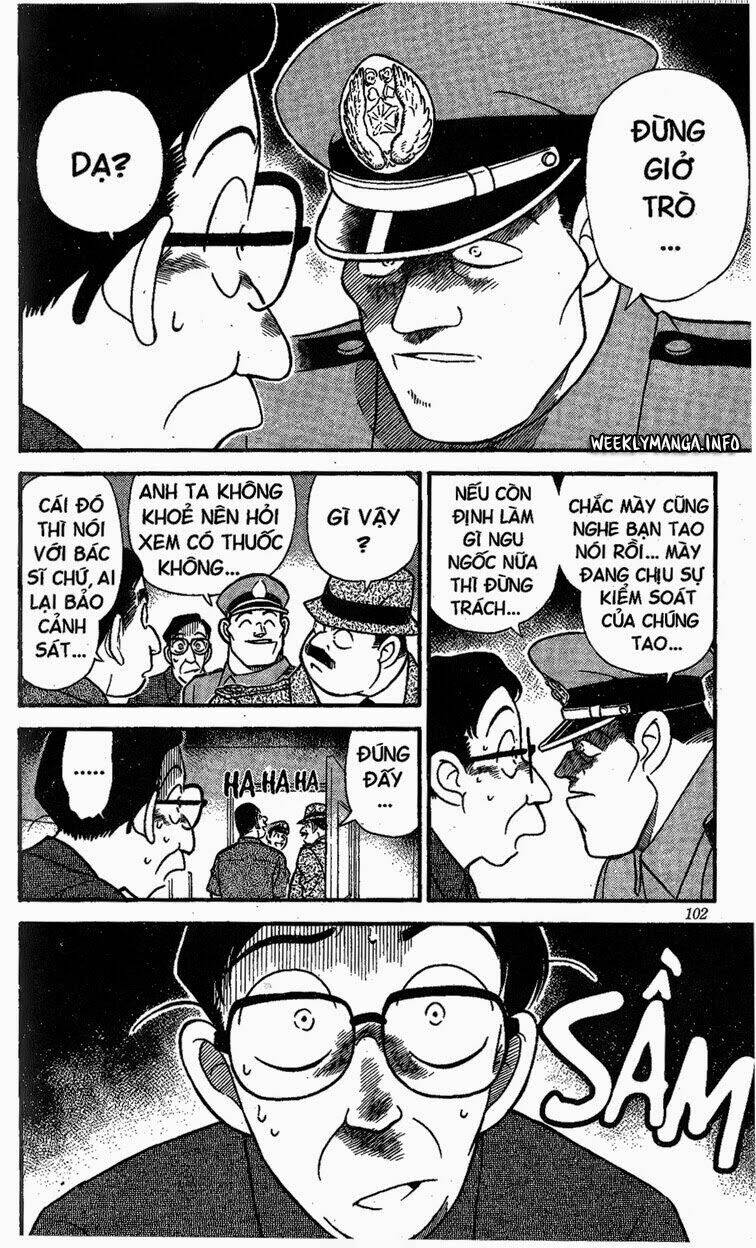 ĐỪNG
GIỞ
TRÒ
...
DẠ?
WEEKLYMANGA.INFO
CHẮC MÀY CŨNG
NGHE BẠN TAO
NÓI RỒI... MÀY
ĐANG CHỊU SỰ
KIỂM SOÁT
CỦA CHÚNG
TAO...
NẾU CÒN
ĐỊNH LÀM
GÌ NGU
NGỐC NỮA
THÌ ĐỪNG
TRÁCH...
GÌ VẬY
?
ANH TA KHÔNG
KHOẺ NÊN HỎI
XEM CÓ THUỐC
KHÔNG...
CÁI ĐÓ
THÌ NÓI
VỚI BÁC
SĨ CHỨ, AI
LẠI BẢO
CẢNH
SÁT...
ĐÚNG
ĐẤY
...
HA HA HA
.....
102
SẦM